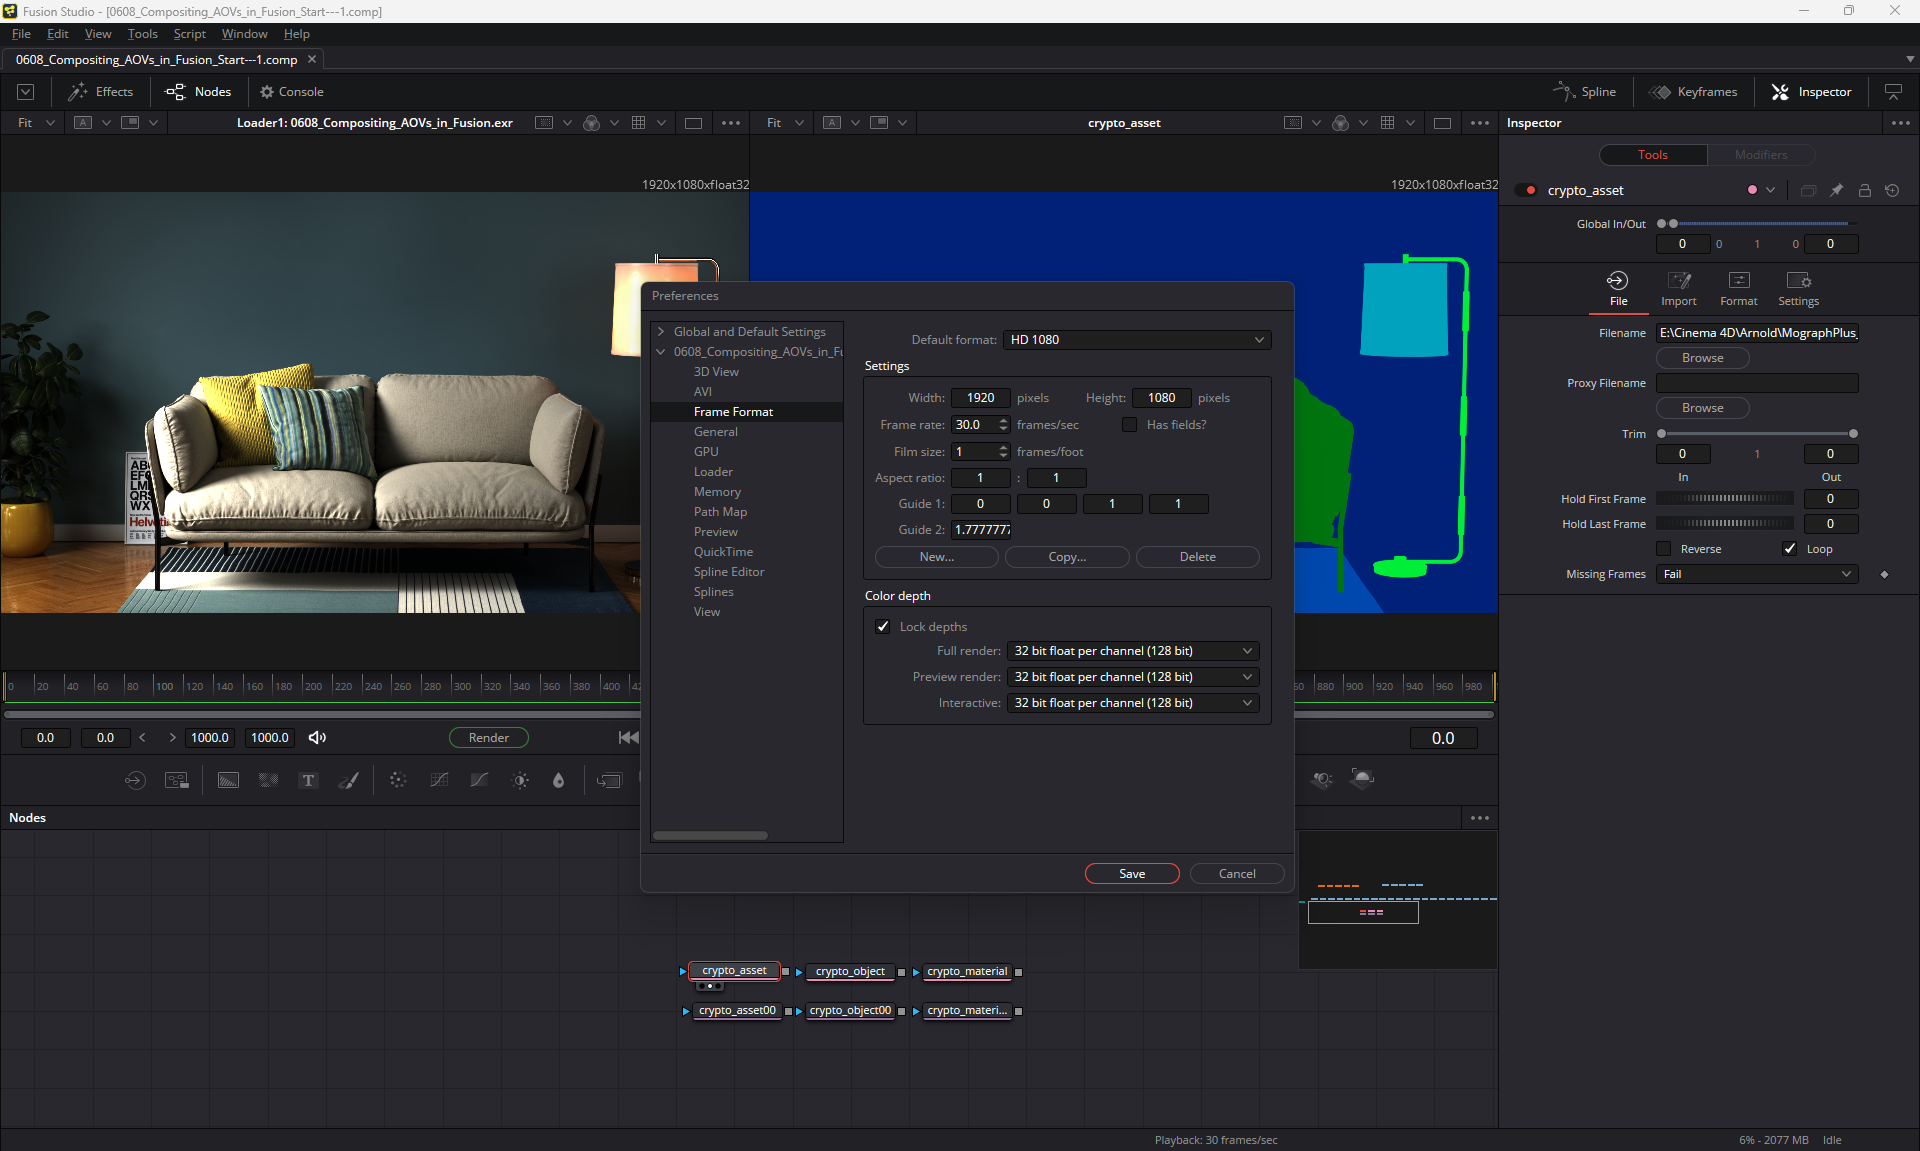 Fusion Studio - [0608_Compositing_AOVs_in_Fusion_Start---1.comp]
File Edit View Tools Script Window Help
0608_Compositing_AOVs_in_Fusion_Start---1.comp
Effects Nodes Console Spline Keyframes Inspector
Fit A Loader1: 0608_Compositing_AOVs_in_Fusion.exr Fit A crypto_asset Inspector
Tools Modifiers
1920x1080xfloat32 1920x1080xfloat32
crypto_asset
Global In/Out
0 0 1 0 0
File Import Format Settings
Filename E:\Cinema 4D\Arnold\MographPlus_
Browse
Proxy Filename
Browse
Trim
0 1 0
In Out
Hold First Frame 0
Hold Last Frame 0
Reverse Loop
Missing Frames Fail
Preferences
Global and Default Settings
0608_Compositing_AOVs_in_Fu
3D View
AVI
Frame Format
General
GPU
Loader
Memory
Path Map
Preview
QuickTime
Spline Editor
Splines
View
Default format: HD 1080
Settings
Width: 1920 pixels Height: 1080 pixels
Frame rate: 30.0 frames/sec Has fields?
Film size: 1 frames/foot
Aspect ratio: 1 : 1
Guide 1: 0 0 1 1
Guide 2: 1.7777777
New... Copy... Delete
Color depth
Lock depths
Full render: 32 bit float per channel (128 bit)
Preview render: 32 bit float per channel (128 bit)
Interactive: 32 bit float per channel (128 bit)
Save Cancel
0 20 40 60 80 100 120 140 160 180 200 220 240 260 280 300 320 340 360 380 400 880 900 920 940 960 980
0.0 0.0 < > 1000.0 1000.0 Render 0.0
T
Nodes
crypto_asset crypto_object crypto_material
crypto_asset00 crypto_object00 crypto_materi...
Playback: 30 frames/sec 6% - 2077 MB Idle